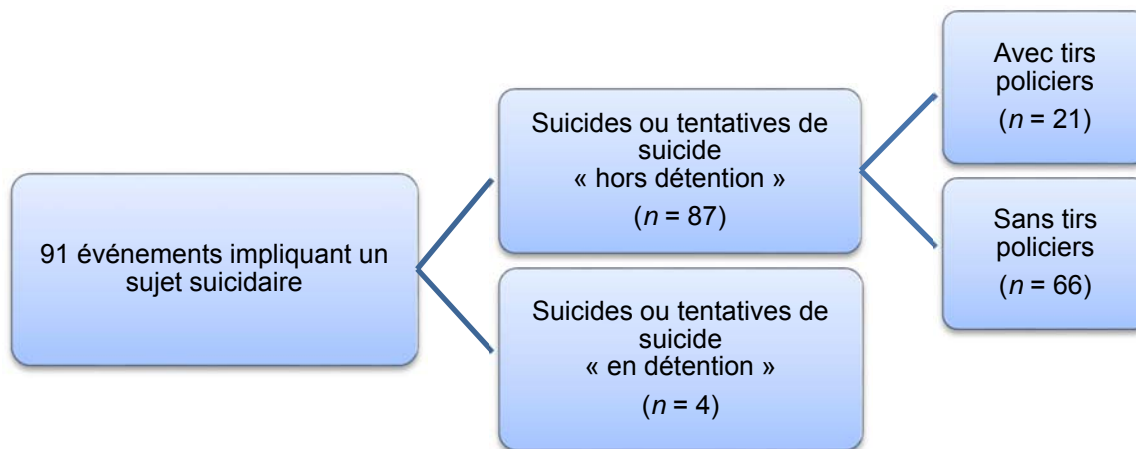 91 événements impliquant un
sujet suicidaire
Suicides ou tentatives de
suicide
« hors détention »
(n = 87)
Suicides ou tentatives de
suicide
« en détention »
(n = 4)
Avec tirs
policiers
(n = 21)
Sans tirs
policiers
(n = 66)